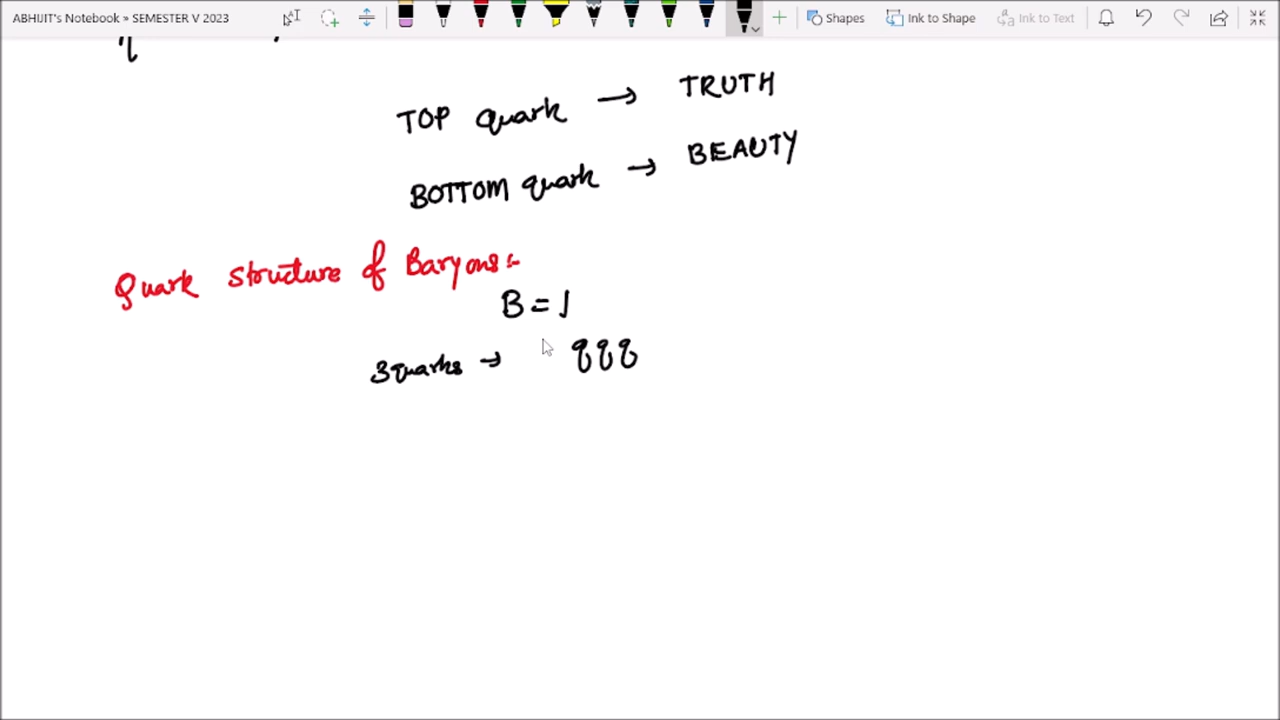 ABHIJIT's Notebook » SEMESTER V 2023
Shapes
Ink to Shape
Ink to Text
TOP quark → TRUTH
BOTTOM quark → BEAUTY
Quark structure of Baryons:-
B = 1
3 quarks → qqq